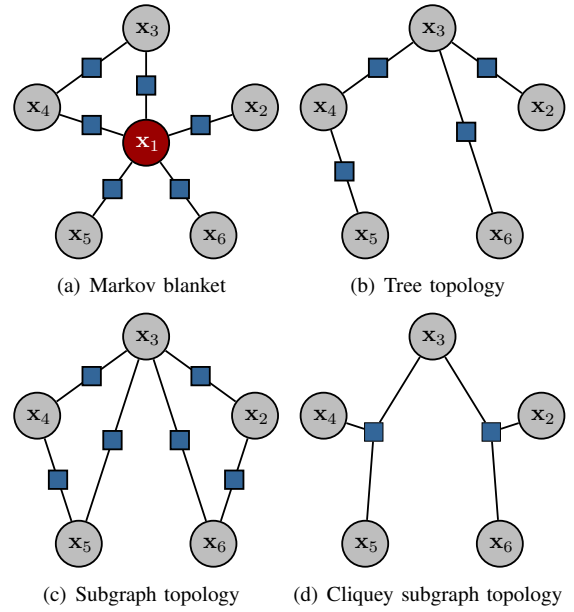 x₃ x₃
x₄ x₂ x₄ x₂
x₁
x₅ x₆ x₅ x₆
(a) Markov blanket (b) Tree topology
x₃ x₃
x₄ x₂ x₄ x₂
x₅ x₆ x₅ x₆
(c) Subgraph topology (d) Cliquey subgraph topology